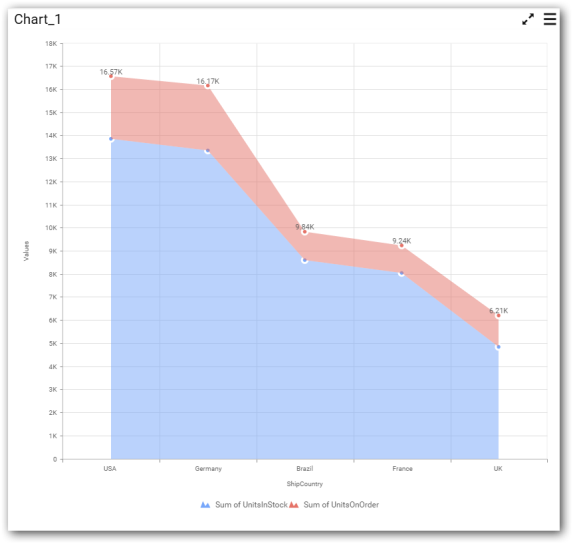 Chart_1
18K
17K
16K
15K
14K
13K
12K
11K
10K
9K
8K
7K
6K
5K
4K
3K
2K
1K
0
Values
16.57K
16.17K
9.84K
9.24K
6.21K
USA Germany Brazil France UK
ShipCountry
Sum of UnitsInStock Sum of UnitsOnOrder